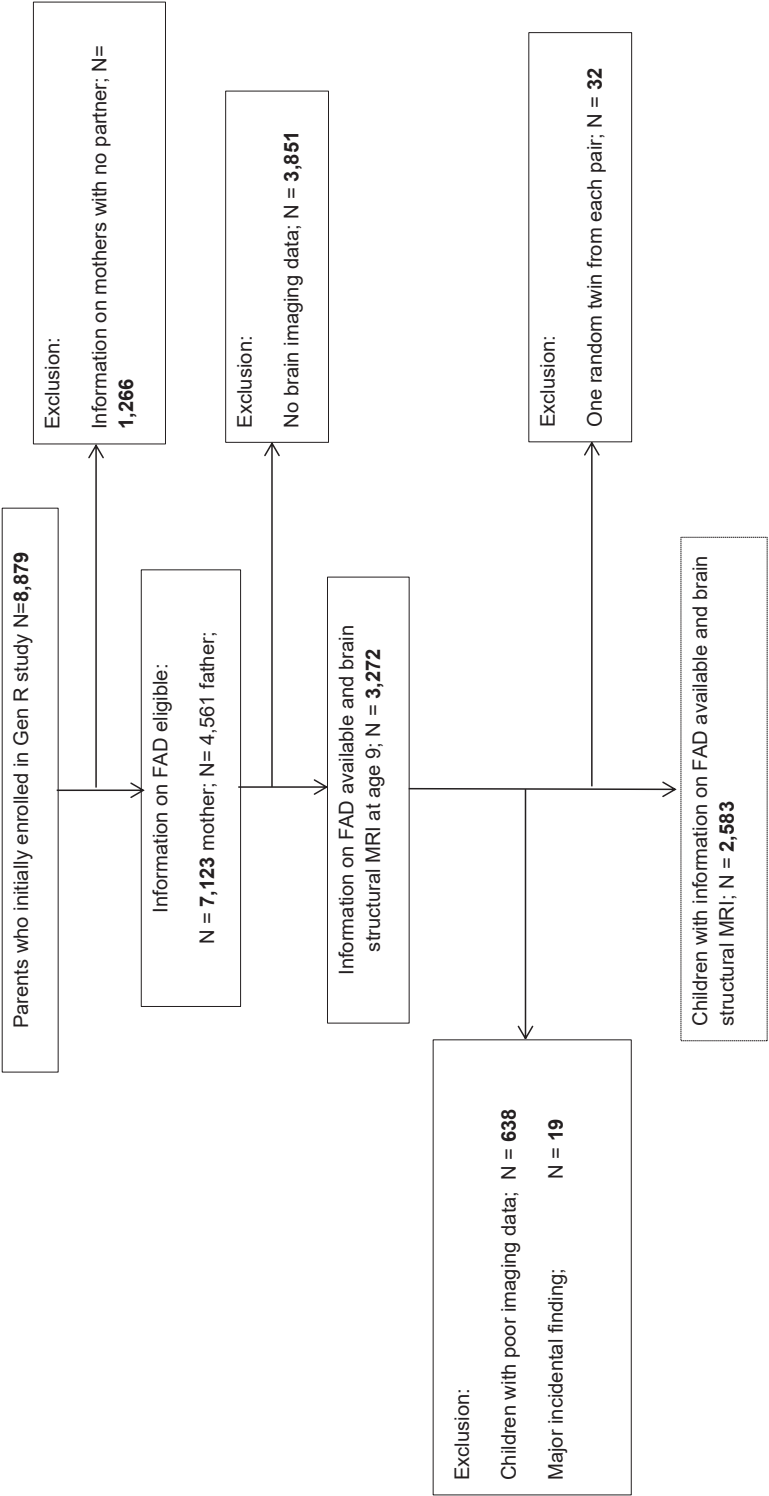 Parents who initially enrolled in Gen R study N=8,879
Exclusion:
Information on mothers with no partner; N=
1,266
Information on FAD eligible:
N = 7,123 mother; N= 4,561 father;
Exclusion:
No brain imaging data; N = 3,851
Information on FAD available and brain
structural MRI at age 9; N = 3,272
Exclusion:
Children with poor imaging data; N = 638
Major incidental finding; N = 19
Exclusion:
One random twin from each pair; N = 32
Children with information on FAD available and brain
structural MRI; N = 2,583